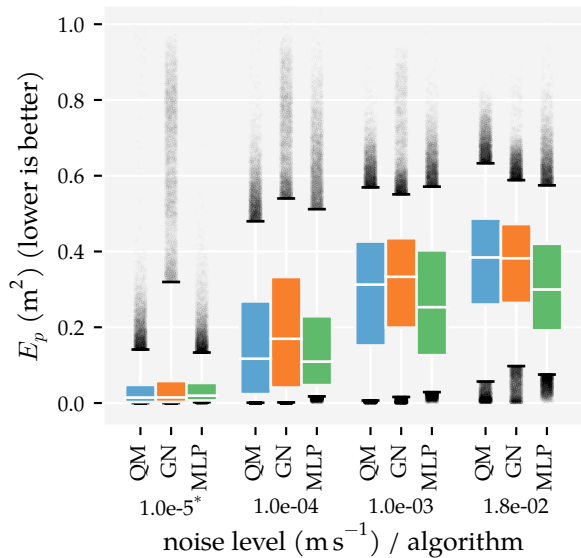 E_p (m²) (lower is better)
1.0
0.8
0.6
0.4
0.2
0.0
QM GN MLP QM GN MLP QM GN MLP QM GN MLP
1.0e-5* 1.0e-04 1.0e-03 1.8e-02
noise level (m s⁻¹) / algorithm